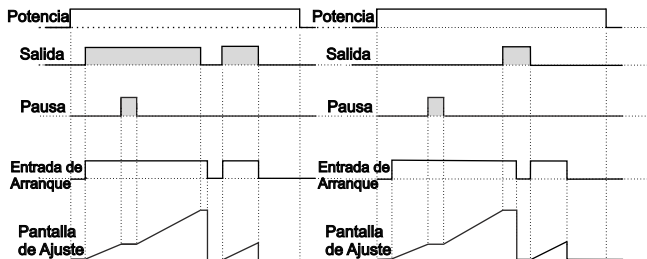 Potencia
Salida
Pausa
Entrada de
Arranque
Pantalla
de Ajuste
Potencia
Salida
Pausa
Entrada de
Arranque
Pantalla
de Ajuste